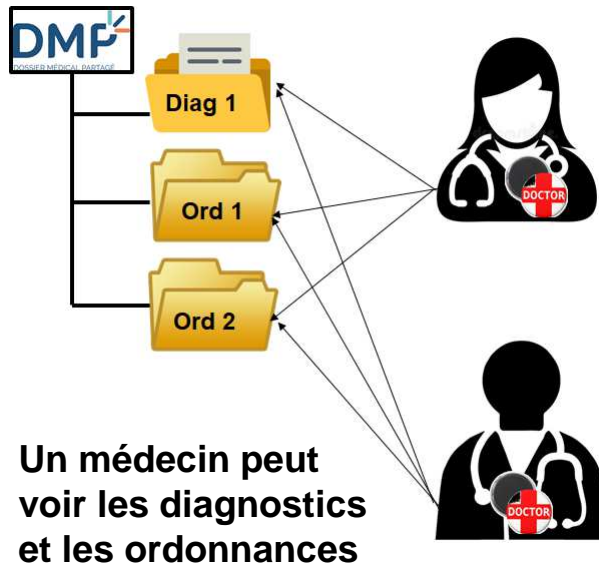 DMP
DOSSIER MÉDICAL PARTAGÉ
Diag 1
Ord 1
Ord 2
DOCTOR
DOCTOR
Un médecin peut
voir les diagnostics
et les ordonnances